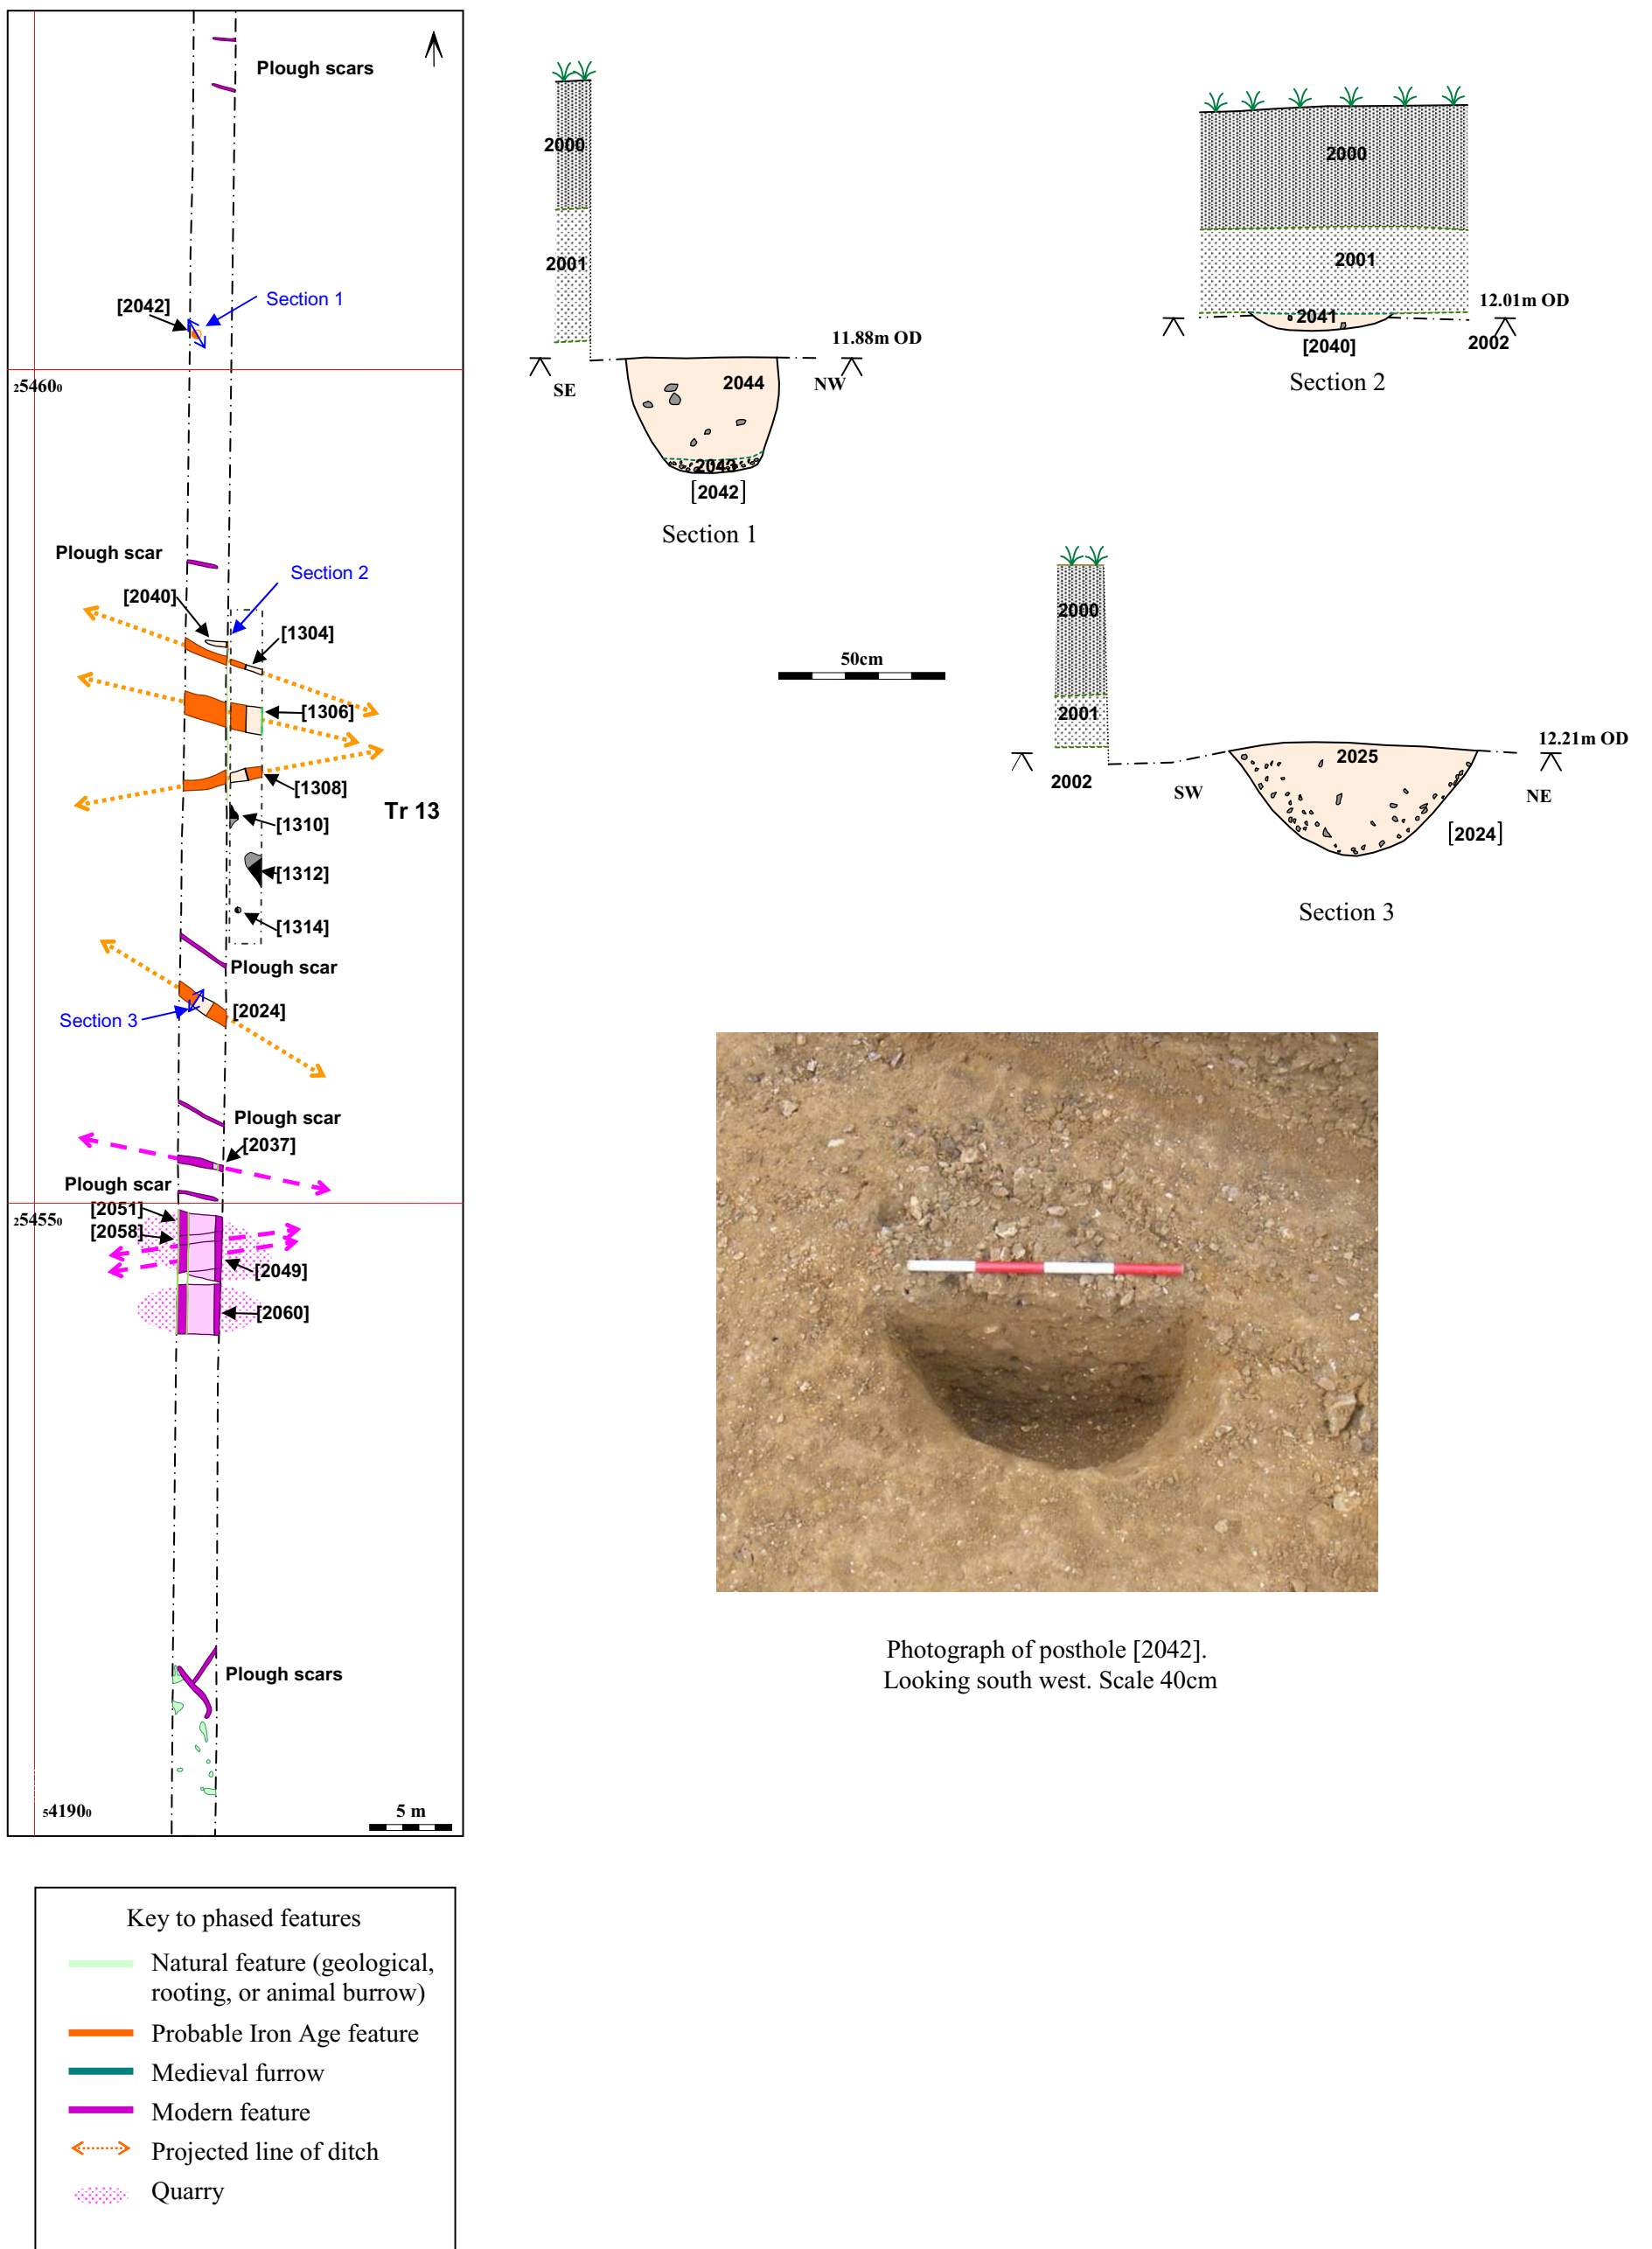 Plough scars
[2042]
Section 1
254600
Plough scar
Section 2
[2040]
[1304]
[1306]
[1308]
Tr 13
[1310]
[1312]
[1314]
Plough scar
[2024]
Section 3
Plough scar
[2037]
Plough scar
[2051]
254550
[2058]
[2049]
[2060]
Plough scars
541900
5 m
2000
2001
11.88m OD
SE
2044
NW
2043
[2042]
Section 1
2000
2001
12.01m OD
2041
[2040]
2002
Section 2
50cm
2000
2001
12.21m OD
2025
2002
SW
NE
[2024]
Section 3
Photograph of posthole [2042].
Looking south west. Scale 40cm
Key to phased features
Natural feature (geological,
rooting, or animal burrow)
Probable Iron Age feature
Medieval furrow
Modern feature
Projected line of ditch
Quarry